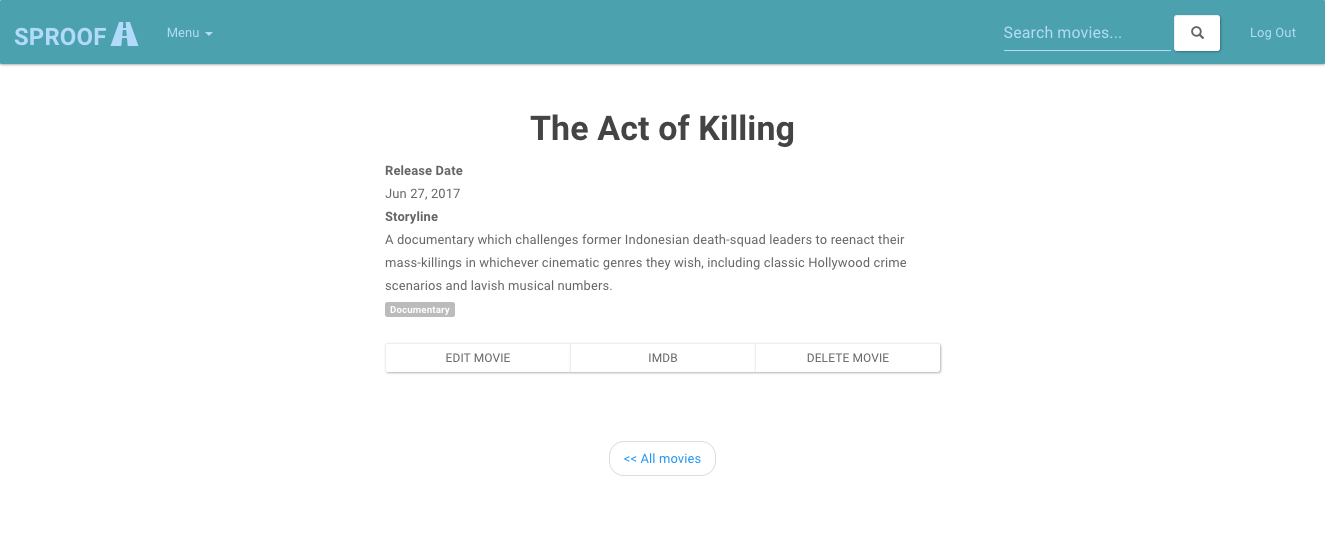 SPROOF
Menu
Search movies...
Log Out
The Act of Killing
Release Date
Jun 27, 2017
Storyline
A documentary which challenges former Indonesian death-squad leaders to reenact their
mass-killings in whichever cinematic genres they wish, including classic Hollywood crime
scenarios and lavish musical numbers.
Documentary
EDIT MOVIE
IMDB
DELETE MOVIE
<< All movies